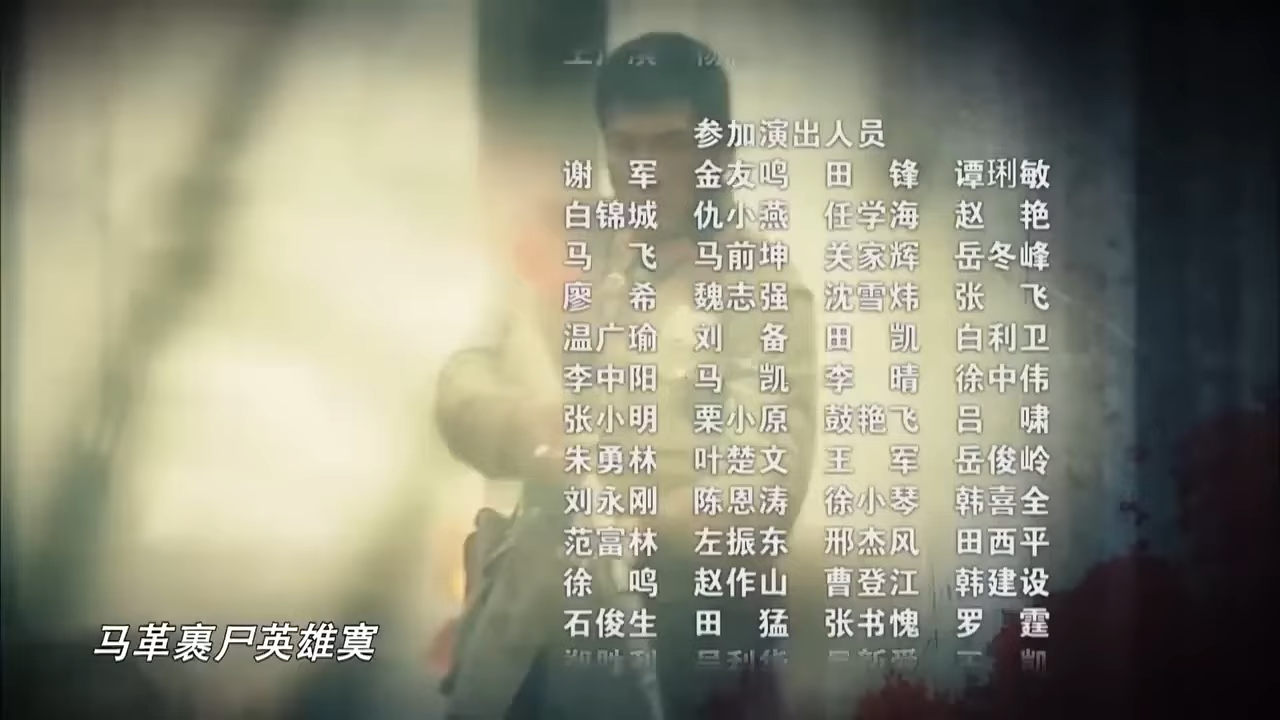 参加演出人员
谢 军 金友鸣 田 锋 谭琍敏
白锦城 仇小燕 任学海 赵 艳
马 飞 马前坤 关家辉 岳冬峰
廖 希 魏志强 沈雪炜 张 飞
温广瑜 刘 备 田 凯 白利卫
李中阳 马 凯 李 晴 徐中伟
张小明 栗小原 鼓艳飞 吕 啸
朱勇林 叶楚文 王 军 岳俊岭
刘永刚 陈恩涛 徐小琴 韩喜全
范富林 左振东 邢杰风 田西平
徐 鸣 赵作山 曹登江 韩建设
石俊生 田 猛 张书愧 罗 霆
马革裹尸英雄寞